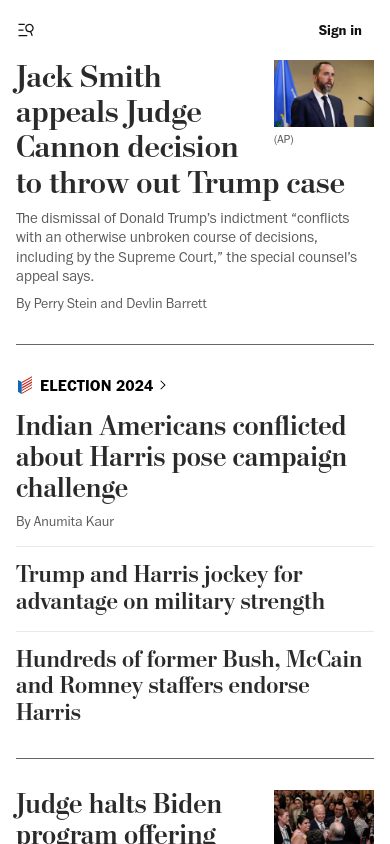 Sign in
Jack Smith
appeals Judge
Cannon decision
to throw out Trump case
(AP)
The dismissal of Donald Trump’s indictment “conflicts
with an otherwise unbroken course of decisions,
including by the Supreme Court,” the special counsel’s
appeal says.
By Perry Stein and Devlin Barrett
ELECTION 2024
Indian Americans conflicted
about Harris pose campaign
challenge
By Anumita Kaur
Trump and Harris jockey for
advantage on military strength
Hundreds of former Bush, McCain
and Romney staffers endorse
Harris
Judge halts Biden
program offering